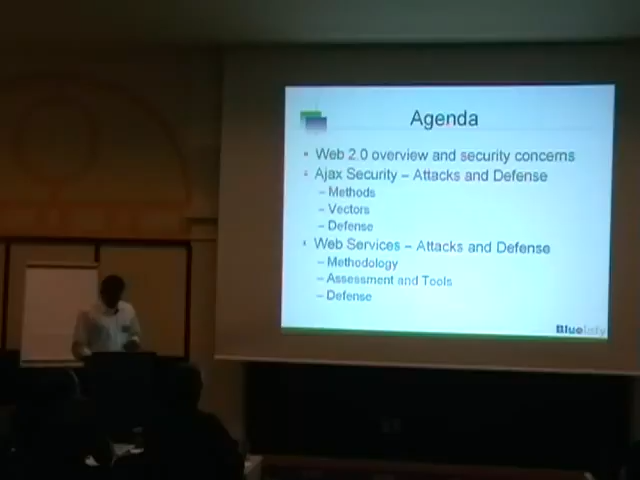 Agenda
Web 2.0 overview and security concerns
Ajax Security – Attacks and Defense
– Methods
– Vectors
– Defense
Web Services – Attacks and Defense
– Methodology
– Assessment and Tools
– Defense
Blueinfy